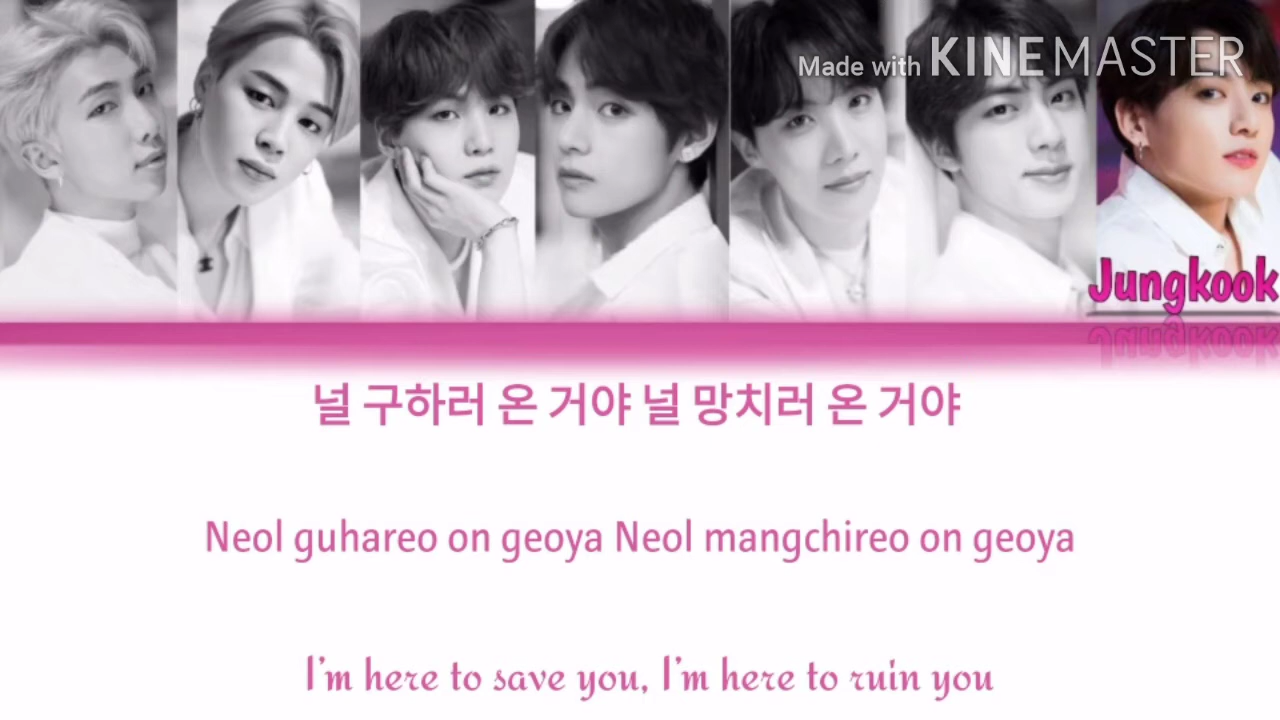 Made with KINEMASTER
Jungkook
널 구하러 온 거야 널 망치러 온 거야
Neol guhareo on geoya Neol mangchireo on geoya
I'm here to save you, I'm here to ruin you